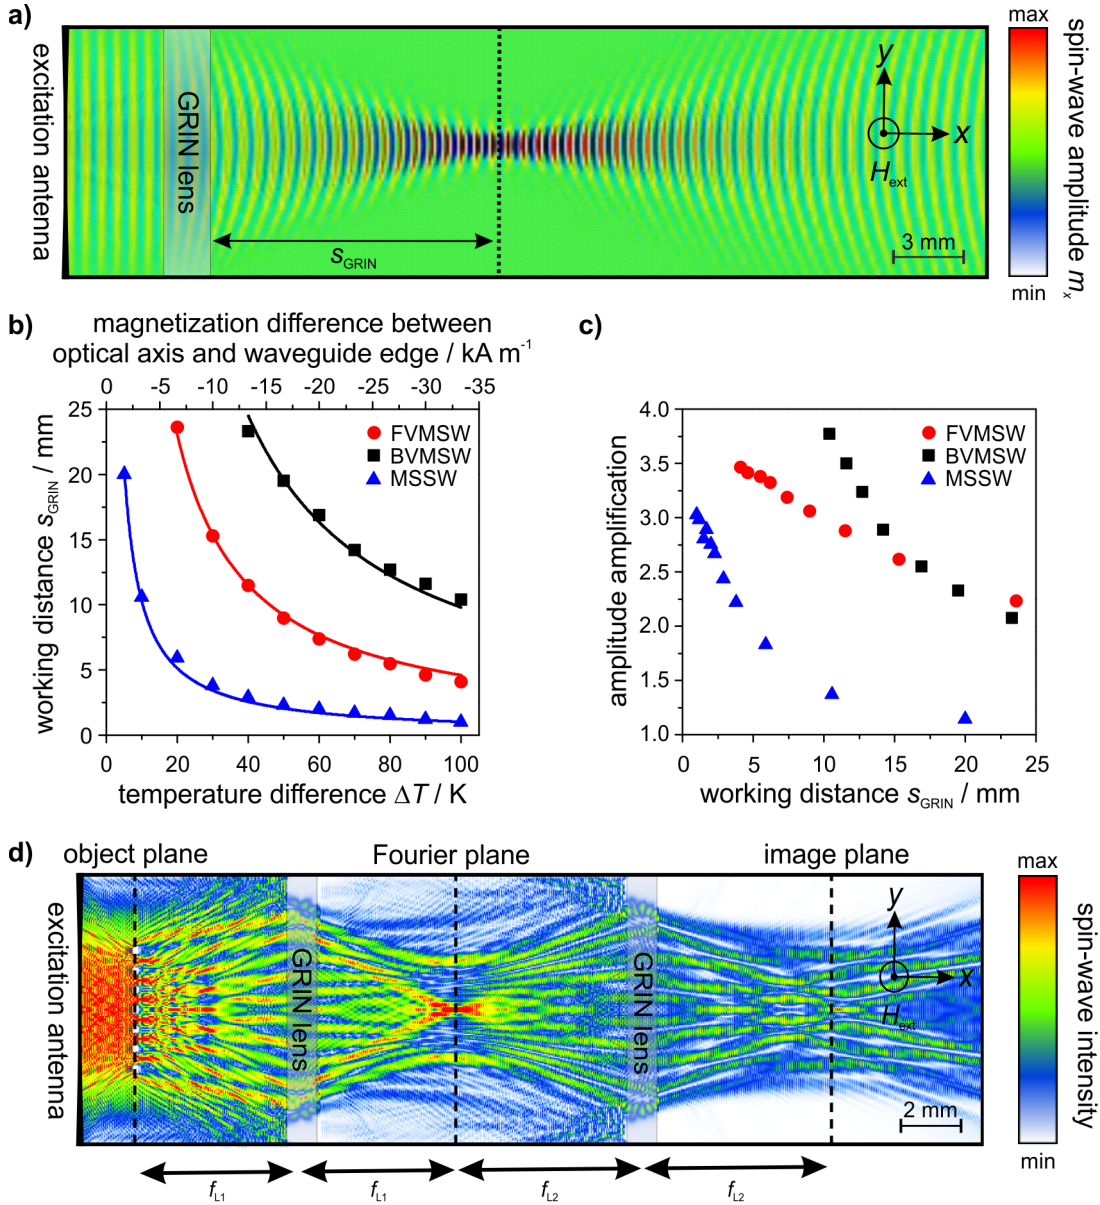 a)
excitation antenna
GRIN lens
s_GRIN
y
x
H_ext
3 mm
max
spin-wave amplitude m_x
min
b)
magnetization difference between
optical axis and waveguide edge / kA m⁻¹
0 -5 -10 -15 -20 -25 -30 -35
25
20
15
10
5
0
working distance s_GRIN / mm
FVMSW
BVMSW
MSSW
0 20 40 60 80 100
temperature difference ΔT / K
c)
4.0
3.5
3.0
2.5
2.0
1.5
1.0
amplitude amplification
FVMSW
BVMSW
MSSW
0 5 10 15 20 25
working distance s_GRIN / mm
d)
object plane Fourier plane image plane
excitation antenna
GRIN lens
GRIN lens
y
x
H_ext
2 mm
max
spin-wave intensity
min
f_L1 f_L1 f_L2 f_L2